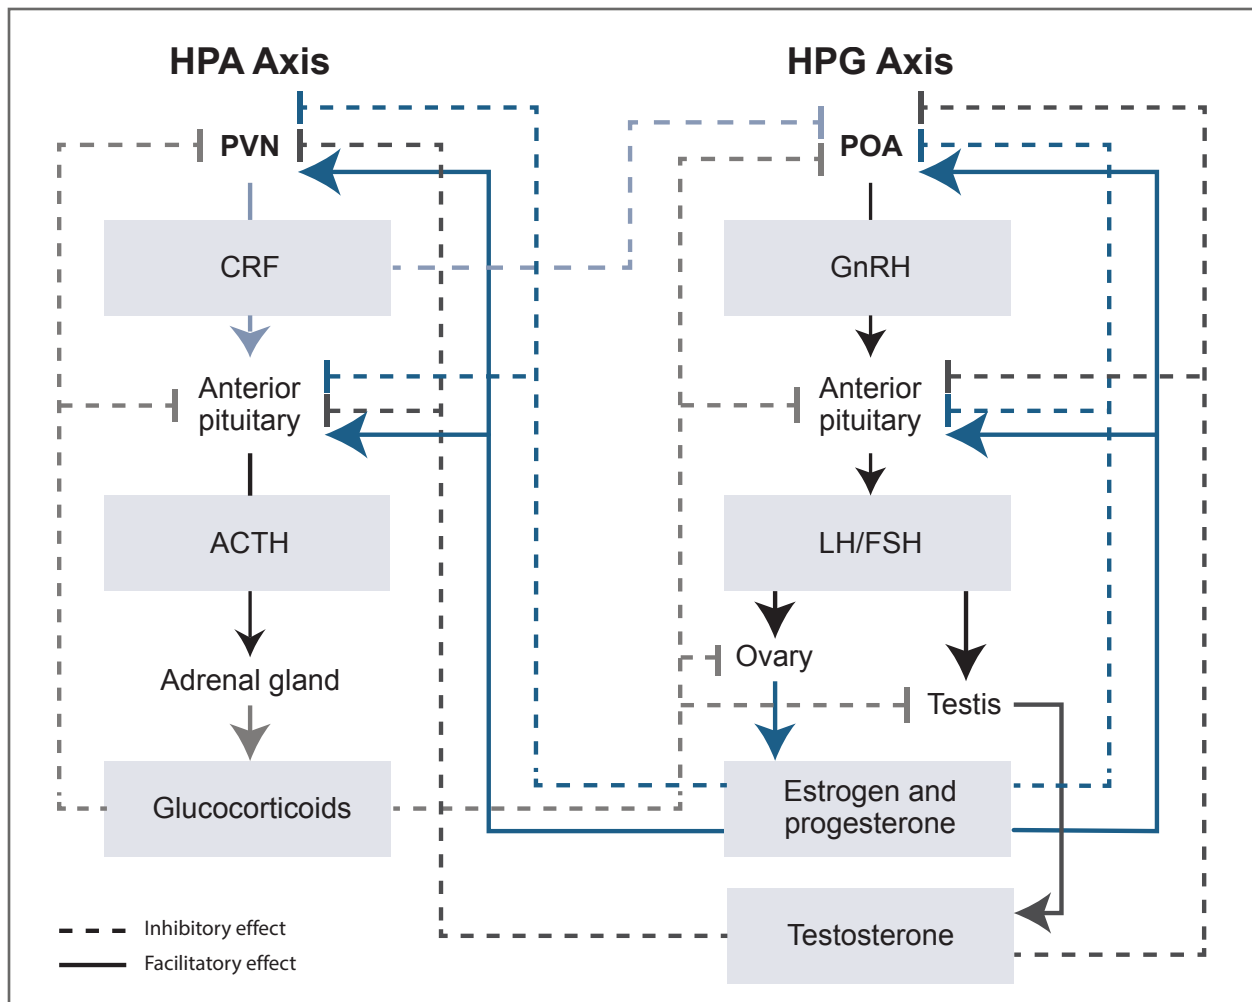 HPA Axis
HPG Axis
PVN
POA
CRF
GnRH
Anterior
pituitary
Anterior
pituitary
ACTH
LH/FSH
Ovary
Adrenal gland
Testis
Glucocorticoids
Estrogen and
progesterone
Inhibitory effect
Facilitatory effect
Testosterone